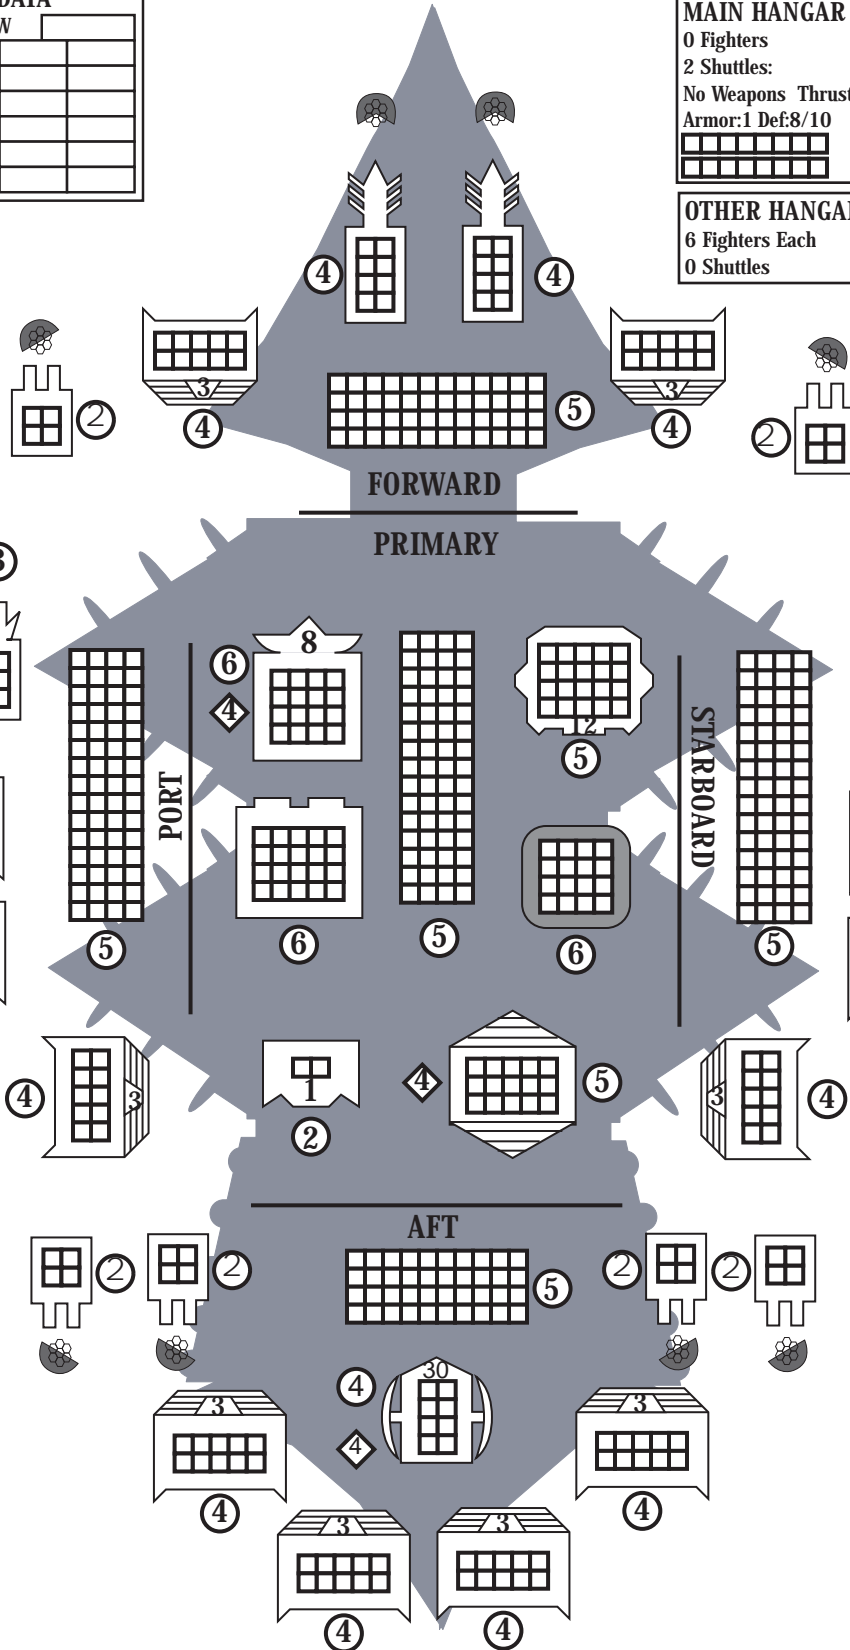 DATA
W
MAIN HANGAR
0 Fighters
2 Shuttles:
No Weapons Thrust
Armor:1 Def:8/10
OTHER HANGA
6 Fighters Each
0 Shuttles
4
4
3
4
3
4
2
2
5
FORWARD
PRIMARY
8
6
4
12
5
PORT
STARBOARD
5
6
5
6
5
4
3
1
2
4
5
3
4
AFT
2
2
2
2
5
30
4
4
3
4
3
4
3
4
3
4